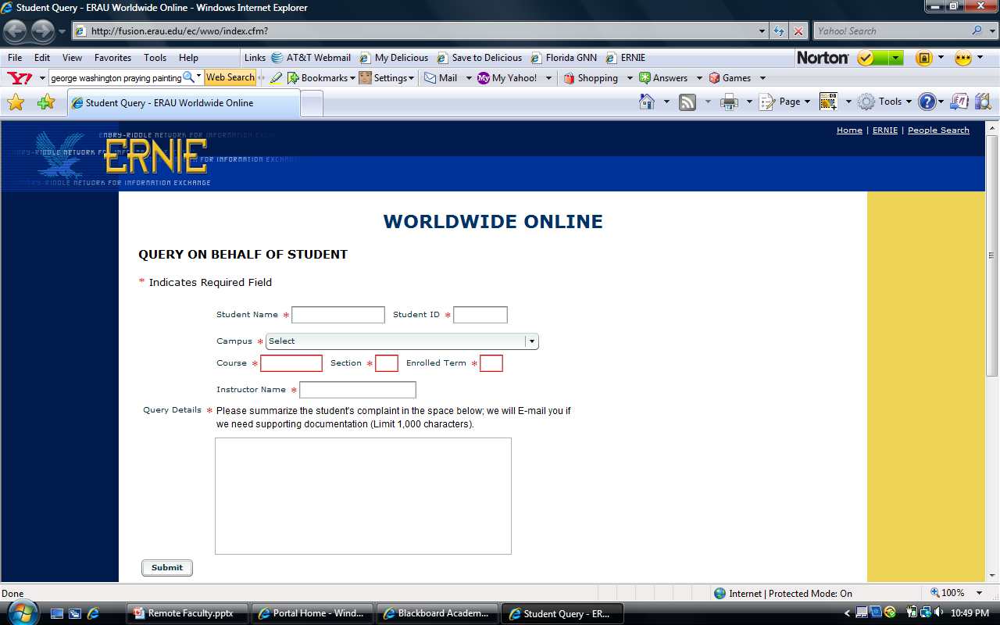 Student Query - ERAU Worldwide Online - Windows Internet Explorer
http://fusion.erau.edu/ec/wwo/index.cfm? Yahoo! Search
File Edit View Favorites Tools Help Links AT&T Webmail My Delicious Save to Delicious Florida GNN ERNIE Norton
Y! george washington praying painting Web Search Bookmarks Settings Mail My Yahoo! Shopping Answers Games
Student Query - ERAU Worldwide Online Page Tools
Home | ERNIE | People Search
EMBRY-RIDDLE NETWORK FOR INFORMATION
ERNIE
EMBRY-RIDDLE NETWORK FOR INFORMATION EXCHANGE
WORLDWIDE ONLINE
QUERY ON BEHALF OF STUDENT
* Indicates Required Field
Student Name * Student ID *
Campus * Select
Course * Section * Enrolled Term *
Instructor Name *
Query Details * Please summarize the student's complaint in the space below; we will E-mail you if
we need supporting documentation (Limit 1,000 characters).
Submit
Done Internet | Protected Mode: On 100%
Remote Faculty.pptx Portal Home - Wind... Blackboard Academ... Student Query - ER... 10:49 PM